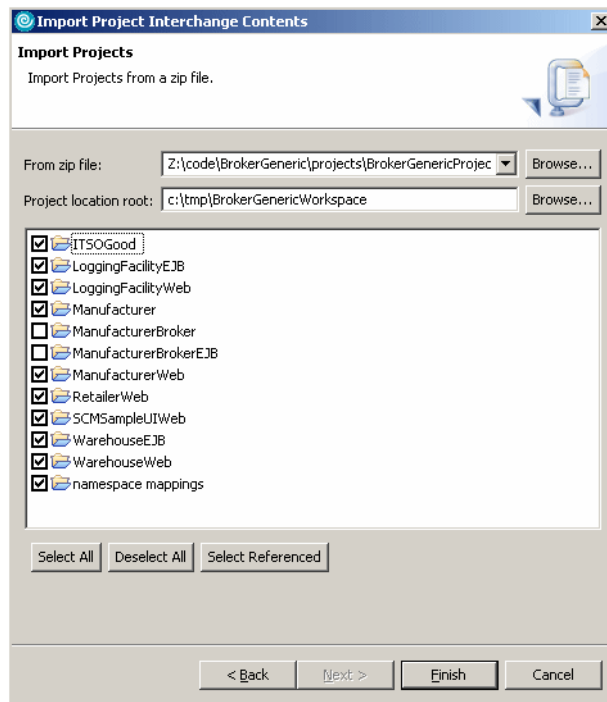 Import Project Interchange Contents
Import Projects
Import Projects from a zip file.
From zip file: Z:\code\BrokerGeneric\projects\BrokerGenericProjec Browse...
Project location root: c:\tmp\BrokerGenericWorkspace Browse...
ITSOGood
LoggingFacilityEJB
LoggingFacilityWeb
Manufacturer
ManufacturerBroker
ManufacturerBrokerEJB
ManufacturerWeb
RetailerWeb
SCMSampleUIWeb
WarehouseEJB
WarehouseWeb
namespace mappings
Select All Deselect All Select Referenced
< Back Next > Finish Cancel